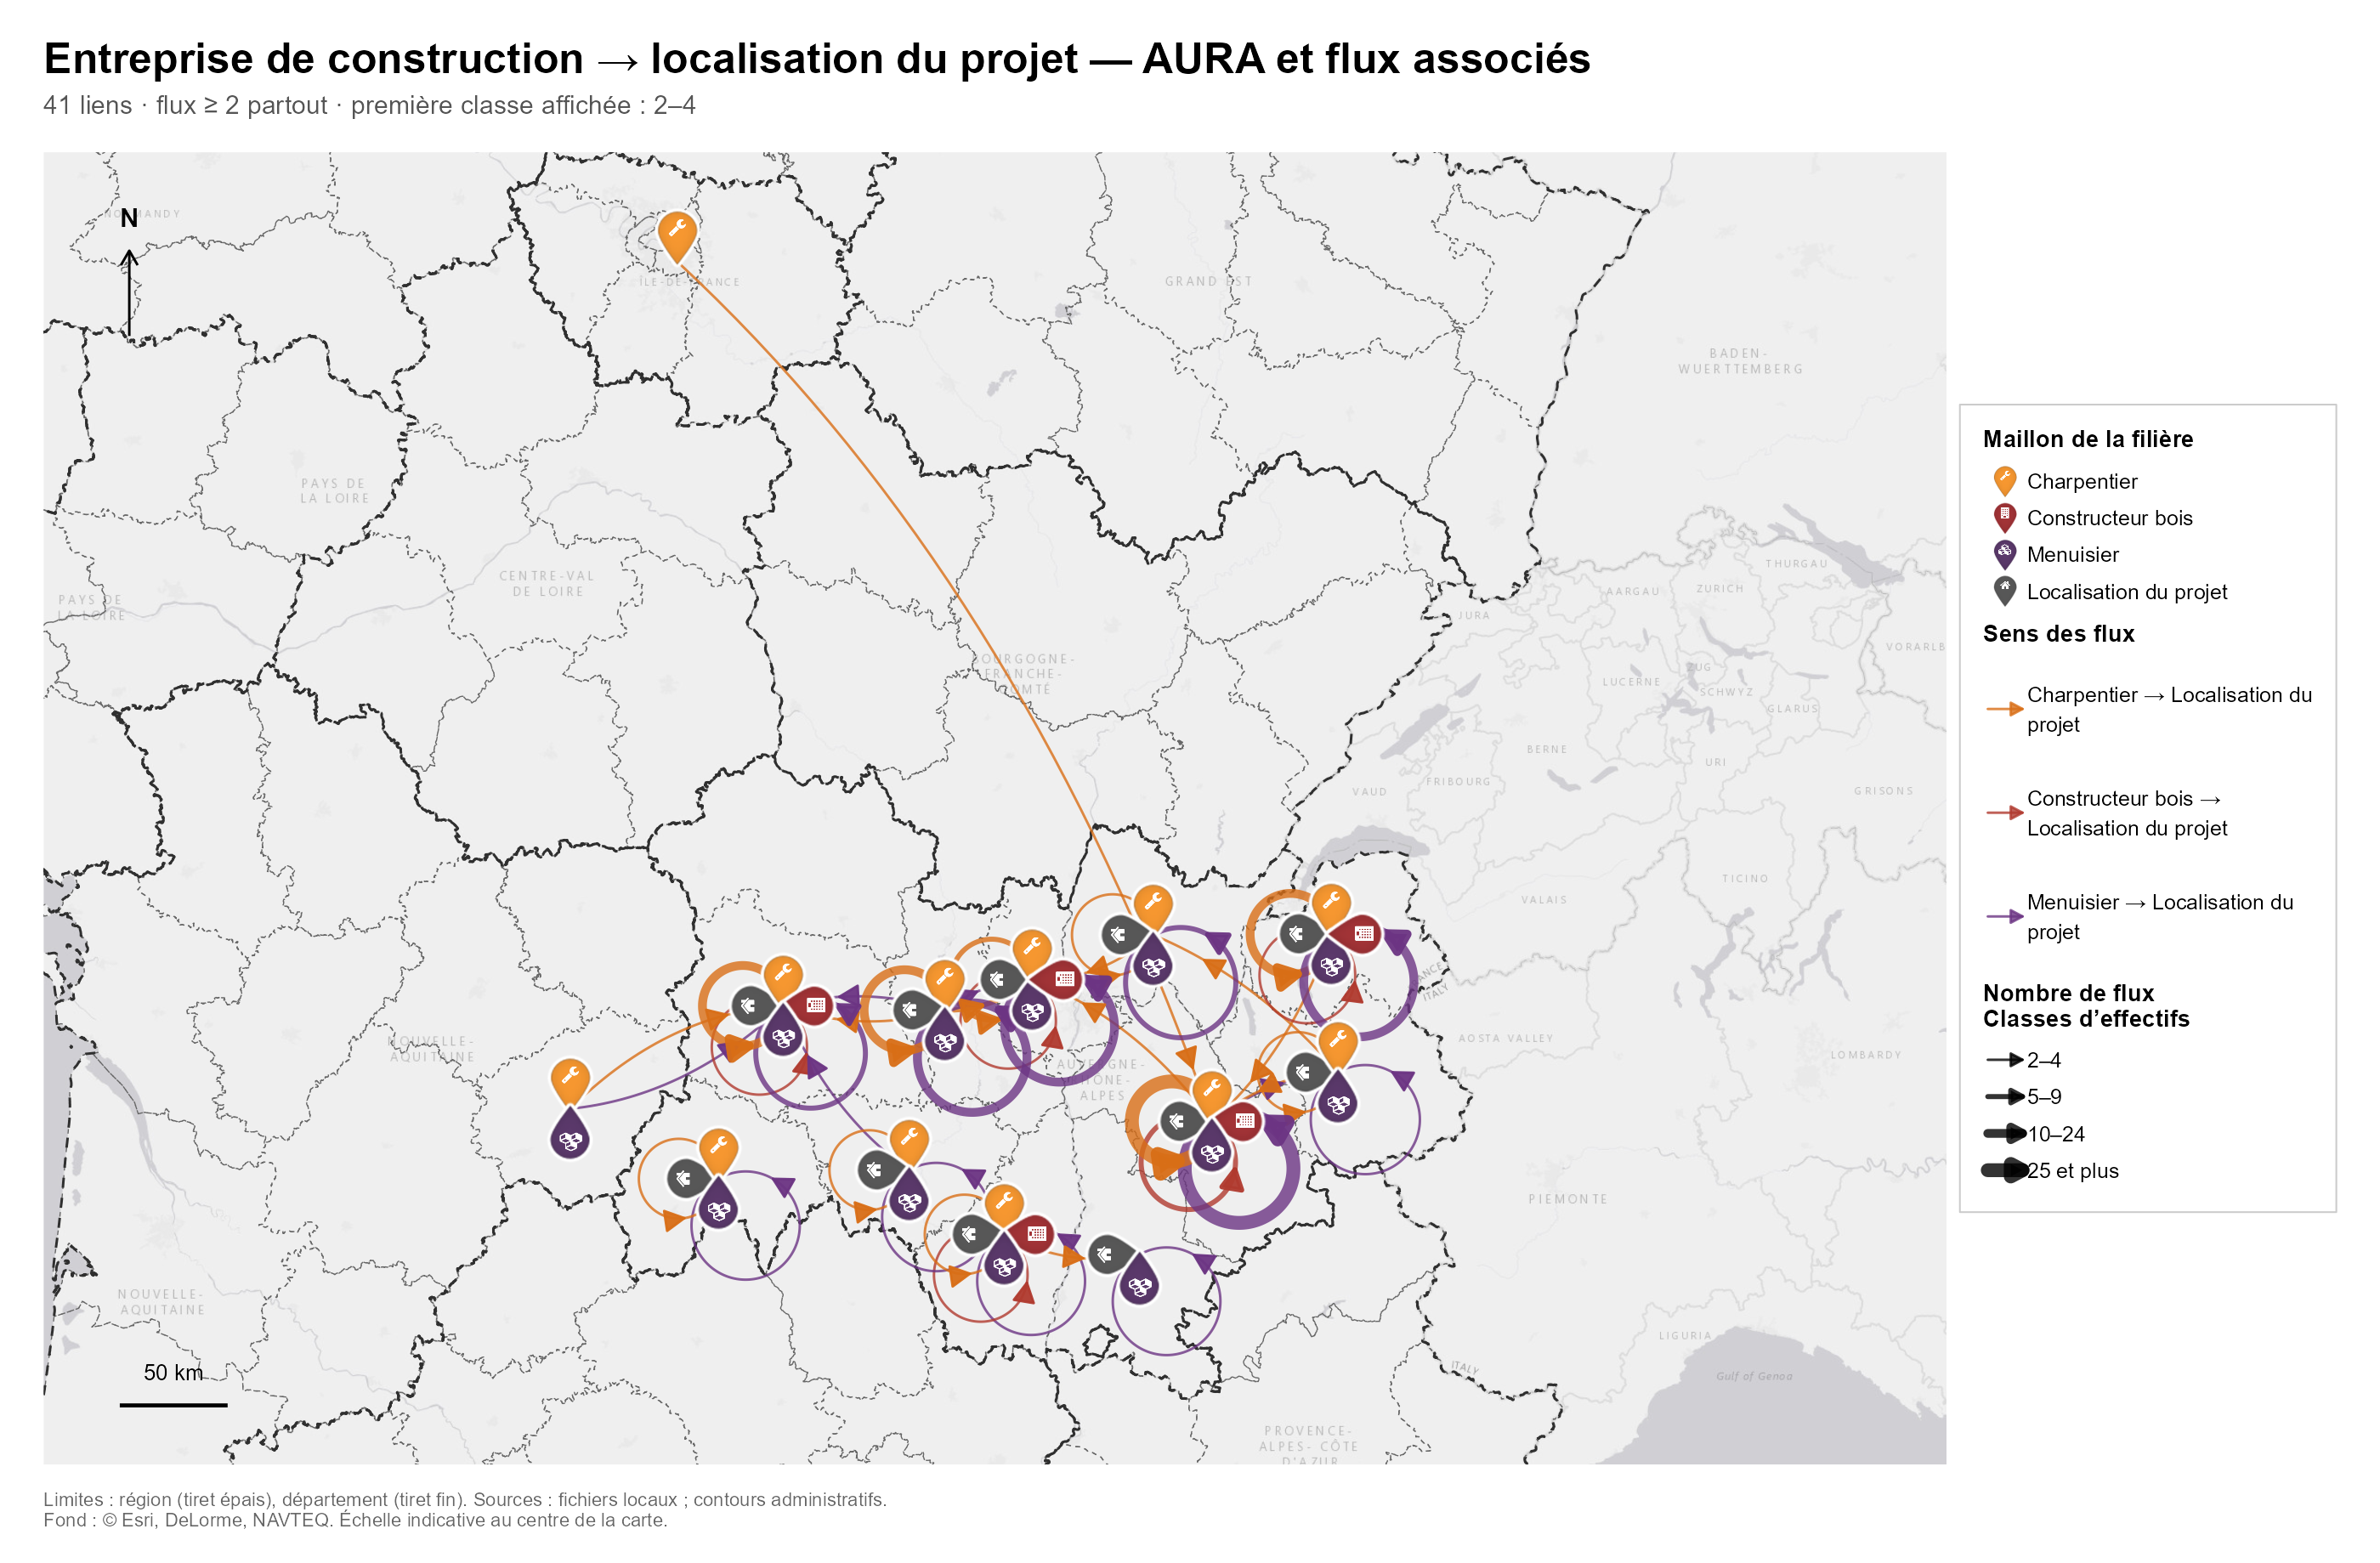 Entreprise de construction → localisation du projet — AURA et flux associés
41 liens · flux ≥ 2 partout · première classe affichée : 2–4
N
ÎLE-DE-FRANCE
GRAND EST
BADEN-
WUERTTEMBERG
PAYS DE
LA LOIRE
CENTRE-VAL
DE LOIRE
PAYS DE
LA LOIRE
THURGAU
AARGAU
ZURICH
JURA
VORARLB
ZUG
LUCERNE
SCHWYZ
GLARUS
BERNE
URI
FRIBOURG
VAUD
GRISONS
TICINO
VALAIS
ITALY
AOSTA VALLEY
LOMBARDY
NOUVELLE-
AQUITAINE
PIEMONTE
NOUVELLE-
AQUITAINE
LIGURIA
ITALY
Gulf of Genoa
PROVENCE-
ALPES- CÔTE
D'AZUR
50 km
Maillon de la filière
Charpentier
Constructeur bois
Menuisier
Localisation du projet
Sens des flux
Charpentier → Localisation du
projet
Constructeur bois →
Localisation du projet
Menuisier → Localisation du
projet
Nombre de flux
Classes d’effectifs
2–4
5–9
10–24
25 et plus
Limites : région (tiret épais), département (tiret fin). Sources : fichiers locaux ; contours administratifs.
Fond : © Esri, DeLorme, NAVTEQ. Échelle indicative au centre de la carte.